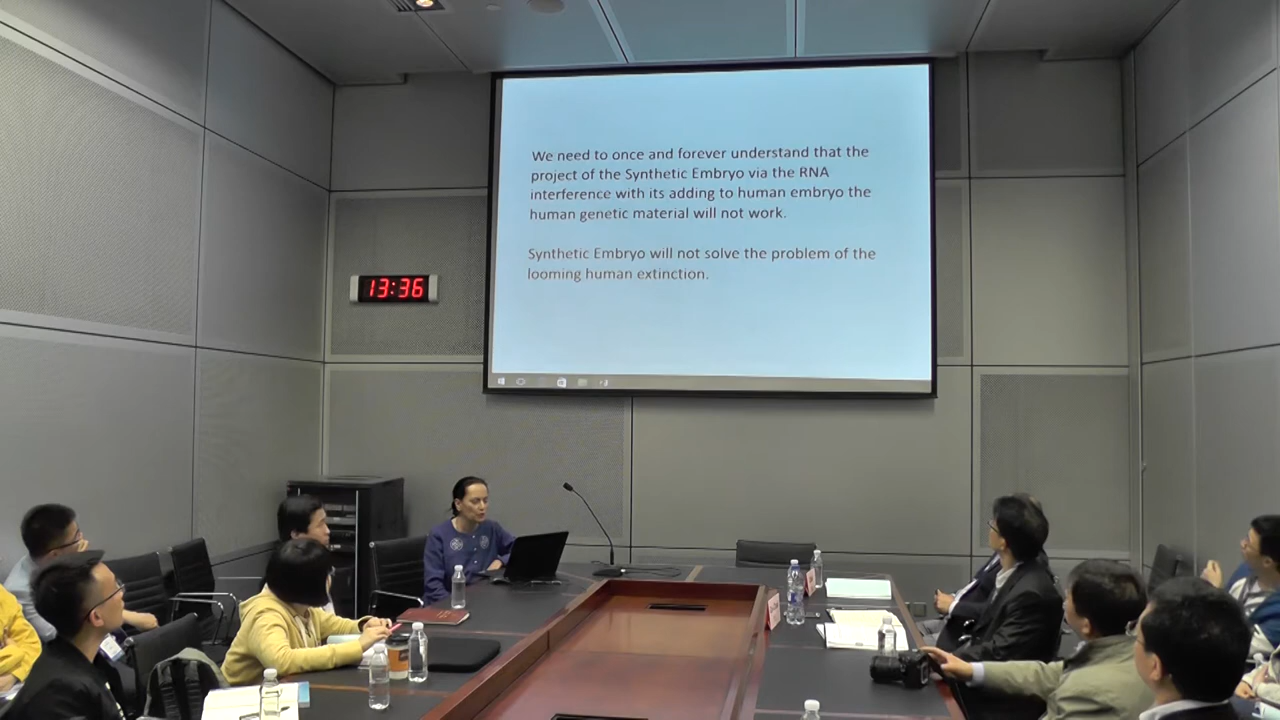 We need to once and forever understand that the
project of the Synthetic Embryo via the RNA
interference with its adding to human embryo the
human genetic material will not work.
Synthetic Embryo will not solve the problem of the
looming human extinction.
13:36